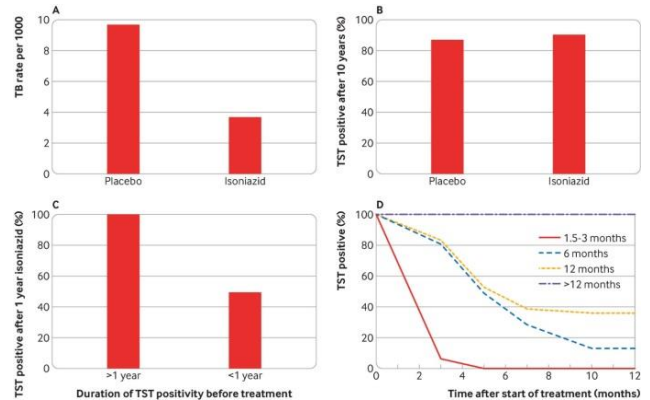 A
TB rate per 1000
10
8
6
4
2
0
Placebo
Isoniazid
B
TST positive after 10 years (%)
100
80
60
40
20
0
Placebo
Isoniazid
C
TST positive after 1 year isoniazid (%)
100
80
60
40
20
0
>1 year
<1 year
Duration of TST positivity before treatment
D
TST positive (%)
100
80
60
40
20
0
1.5-3 months
6 months
12 months
>12 months
0
2
4
6
8
10
12
Time after start of treatment (months)